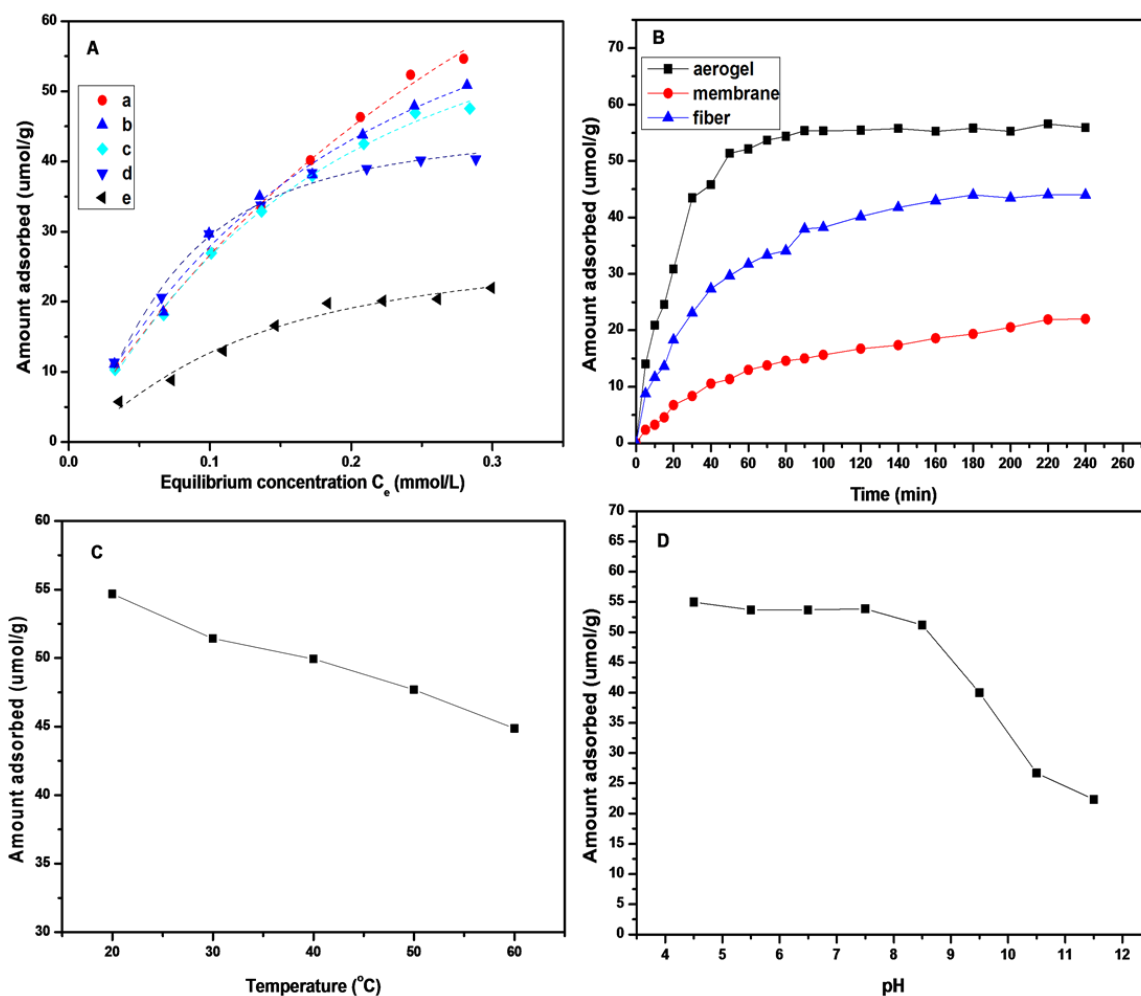 A
a
b
c
d
e
Amount adsorbed (umol/g)
60
50
40
30
20
10
0
0.0 0.1 0.2 0.3
Equilibrium concentration Ce (mmol/L)
B
aerogel
membrane
fiber
Amount adsorbed (umol/g)
70
60
50
40
30
20
10
0
0 20 40 60 80 100 120 140 160 180 200 220 240 260
Time (min)
C
Amount adsorbed (umol/g)
60
55
50
45
40
35
30
20 30 40 50 60
Temperature (°C)
D
Amount adsorbed (umol/g)
70
65
60
55
50
45
40
35
30
25
20
15
10
5
0
4 5 6 7 8 9 10 11 12
pH